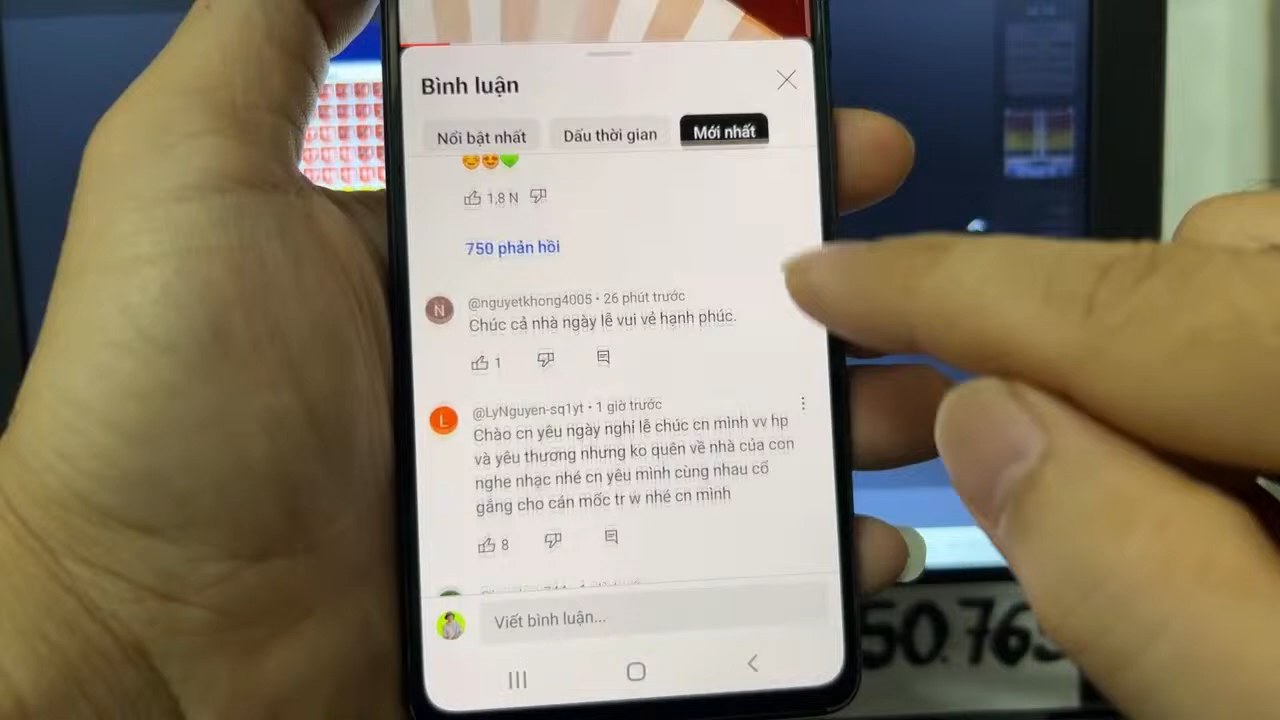 Bình luận
Nổi bật nhất
Dấu thời gian
Mới nhất
1,8 N
750 phản hồi
N
@nguyetkhong4005 • 26 phút trước
Chúc cả nhà ngày lễ vui vẻ hạnh phúc.
1
L
@LyNguyen-sq1yt • 1 giờ trước
Chào cn yêu ngày nghỉ lễ chúc cn mình vv hp
và yêu thương nhưng ko quên về nhà của con
nghe nhạc nhé cn yêu mình cùng nhau cố
gắng cho cán mốc tr w nhé cn mình
8
Viết bình luận...
50.765